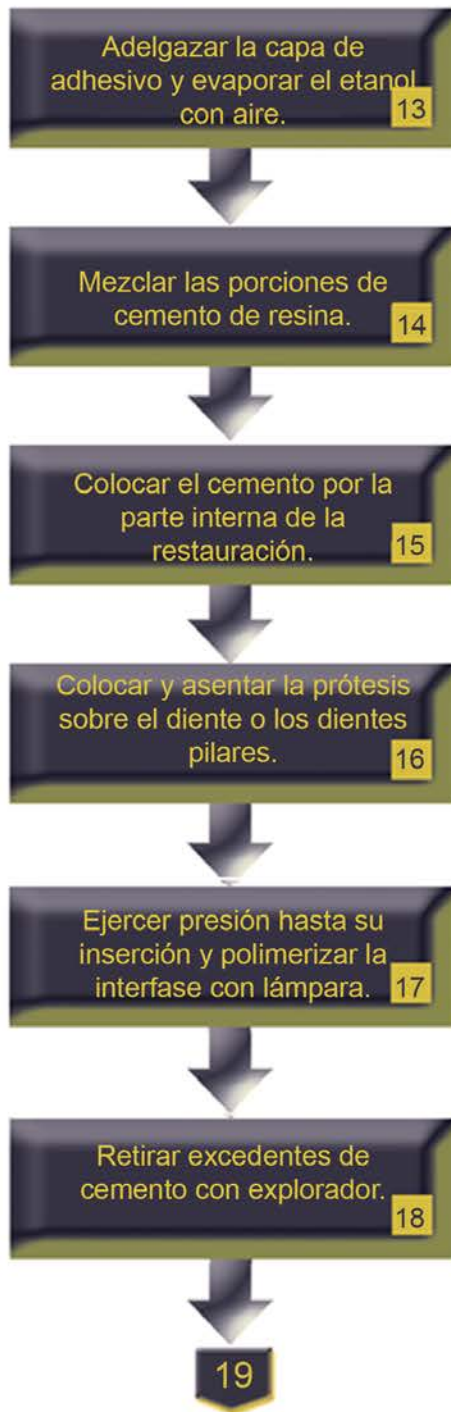 Adelgazar la capa de
adhesivo y evaporar el etanol
con aire.
13
Mezclar las porciones de
cemento de resina.
14
Colocar el cemento por la
parte interna de la
restauración.
15
Colocar y asentar la prótesis
sobre el diente o los dientes
pilares.
16
Ejercer presión hasta su
inserción y polimerizar la
interfase con lámpara.
17
Retirar excedentes de
cemento con explorador.
18
19